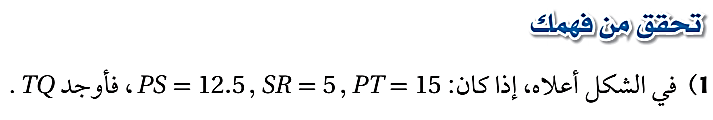 تحقق من فهمك
1) في الشكل أعلاه، إذا كان: PS = 12.5 , SR = 5 , PT = 15 ، فأوجد TQ .